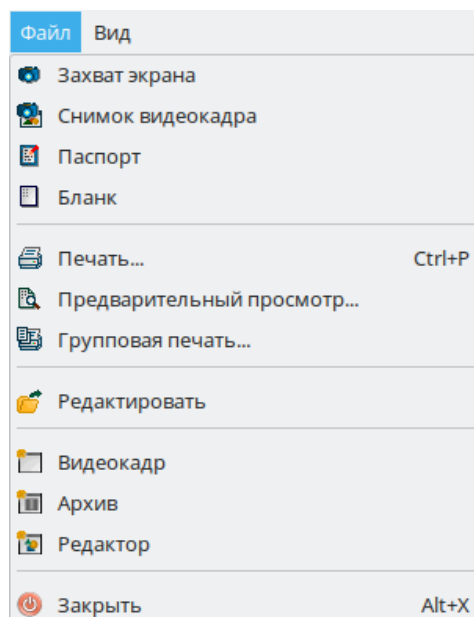 Файл Вид
Захват экрана
Снимок видеокадра
Паспорт
Бланк
Печать... Ctrl+P
Предварительный просмотр...
Групповая печать...
Редактировать
Видеокадр
Архив
Редактор
Закрыть Alt+X